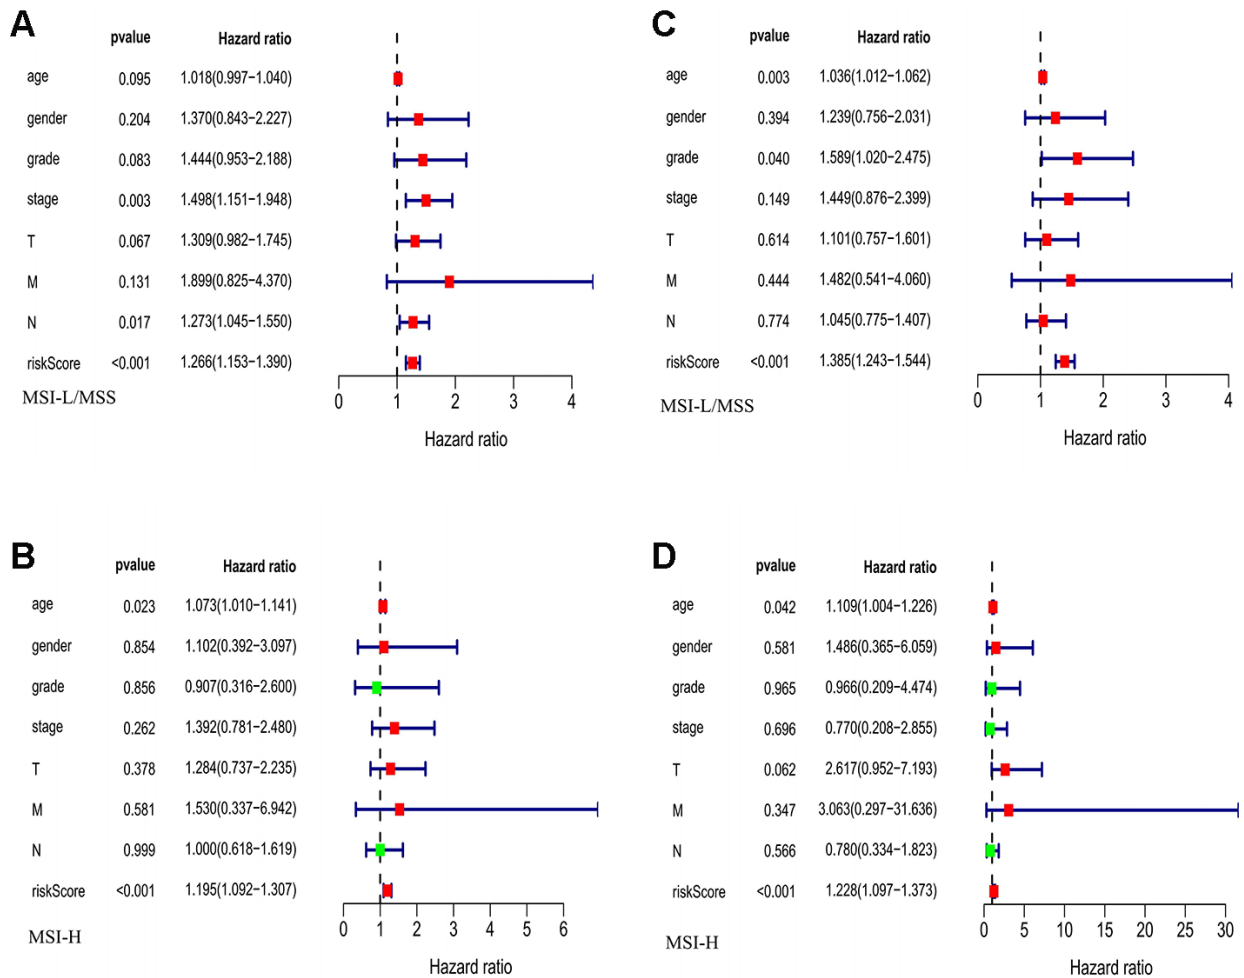 A
pvalue Hazard ratio
age 0.095 1.018(0.997−1.040)
gender 0.204 1.370(0.843−2.227)
grade 0.083 1.444(0.953−2.188)
stage 0.003 1.498(1.151−1.948)
T 0.067 1.309(0.982−1.745)
M 0.131 1.899(0.825−4.370)
N 0.017 1.273(1.045−1.550)
riskScore <0.001 1.266(1.153−1.390)
MSI-L/MSS
0 1 2 3 4
Hazard ratio
C
pvalue Hazard ratio
age 0.003 1.036(1.012−1.062)
gender 0.394 1.239(0.756−2.031)
grade 0.040 1.589(1.020−2.475)
stage 0.149 1.449(0.876−2.399)
T 0.614 1.101(0.757−1.601)
M 0.444 1.482(0.541−4.060)
N 0.774 1.045(0.775−1.407)
riskScore <0.001 1.385(1.243−1.544)
MSI-L/MSS
0 1 2 3 4
Hazard ratio
B
pvalue Hazard ratio
age 0.023 1.073(1.010−1.141)
gender 0.854 1.102(0.392−3.097)
grade 0.856 0.907(0.316−2.600)
stage 0.262 1.392(0.781−2.480)
T 0.378 1.284(0.737−2.235)
M 0.581 1.530(0.337−6.942)
N 0.999 1.000(0.618−1.619)
riskScore <0.001 1.195(1.092−1.307)
MSI-H
0 1 2 3 4 5 6
Hazard ratio
D
pvalue Hazard ratio
age 0.042 1.109(1.004−1.226)
gender 0.581 1.486(0.365−6.059)
grade 0.965 0.966(0.209−4.474)
stage 0.696 0.770(0.208−2.855)
T 0.062 2.617(0.952−7.193)
M 0.347 3.063(0.297−31.636)
N 0.566 0.780(0.334−1.823)
riskScore <0.001 1.228(1.097−1.373)
MSI-H
0 5 10 15 20 25 30
Hazard ratio